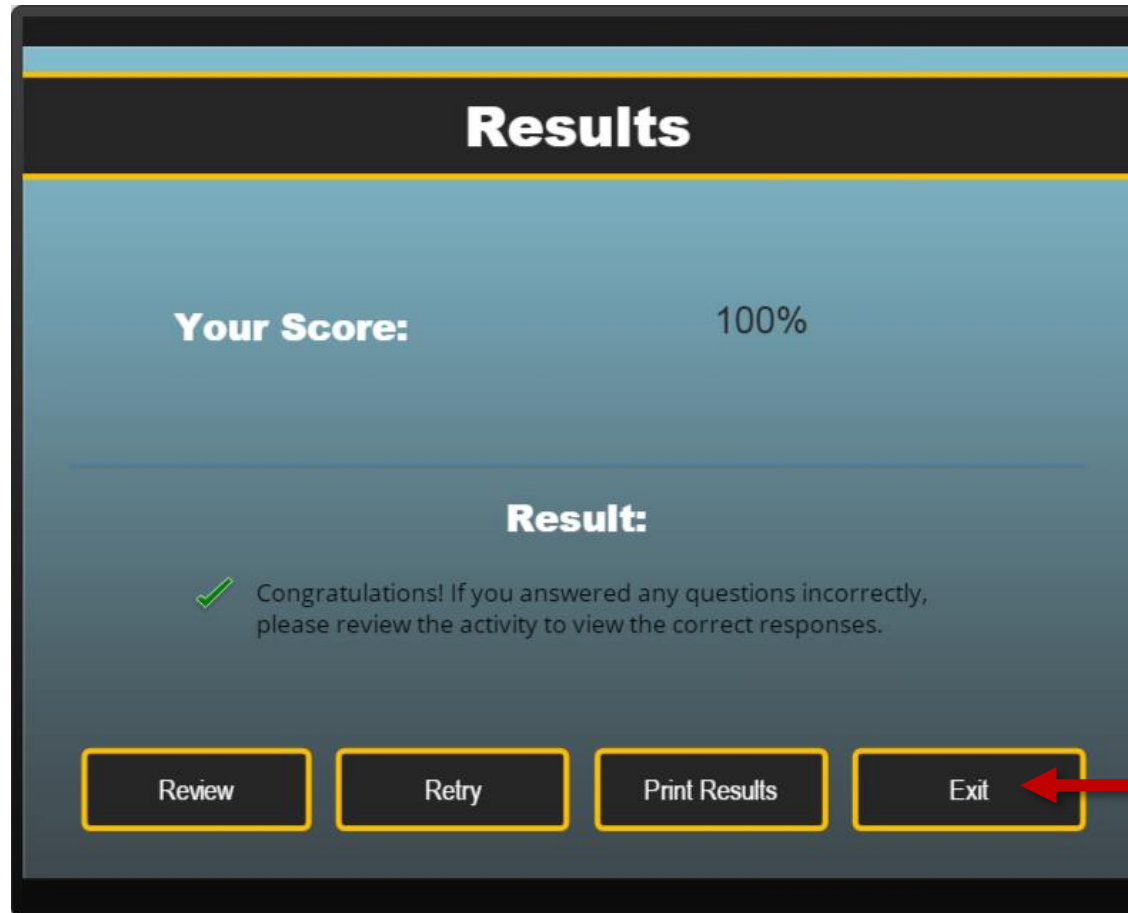 Results
Your Score: 100%
Result:
Congratulations! If you answered any questions incorrectly,
please review the activity to view the correct responses.
Review Retry Print Results Exit